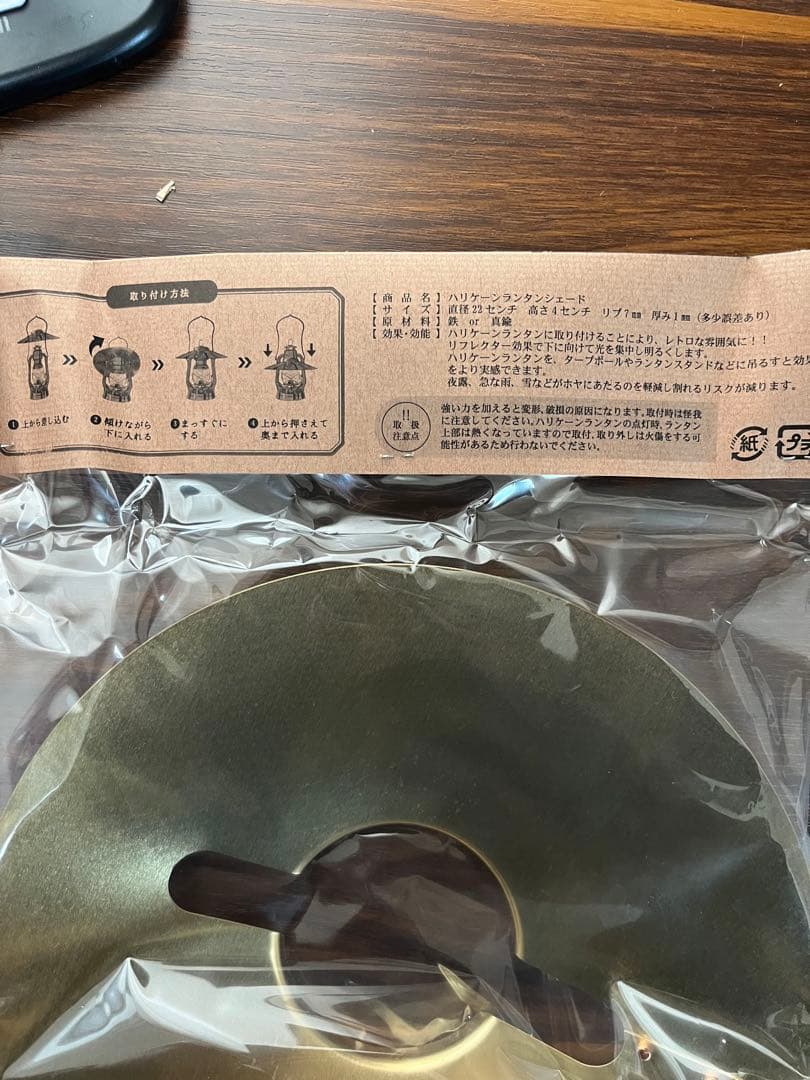 取り付け方法
❶上から差し込む
❷傾けながら
下に入れる
❸まっすぐに
する
❹上から押さえて
奥まで入れる
【商品名】ハリケーンランタンシェード
【サイズ】直径22センチ 高さ4センチ リブ7㎜ 厚み1㎜(多少誤差あり)
【原材料】鉄 or 真鍮
【効果・効能】ハリケーンランタンに取り付けることにより、レトロな雰囲気に!!
リフレクター効果で下に向けて光を集中し明るくします。
ハリケーンランタンを、タープポールやランタンスタンドなどに吊るすと効果
をより実感できます。
夜露、急な雨、雪などがホヤにあたるのを軽減し割れるリスクが減ります。
!!
取扱
注意点
強い力を加えると変形、破損の原因になります。取付時は怪我
に注意してください。ハリケーンランタンの点灯時、ランタン
上部は熱くなっていますので取付、取り外しは火傷をする可
能性があるため行わないでください。
紙
プラ